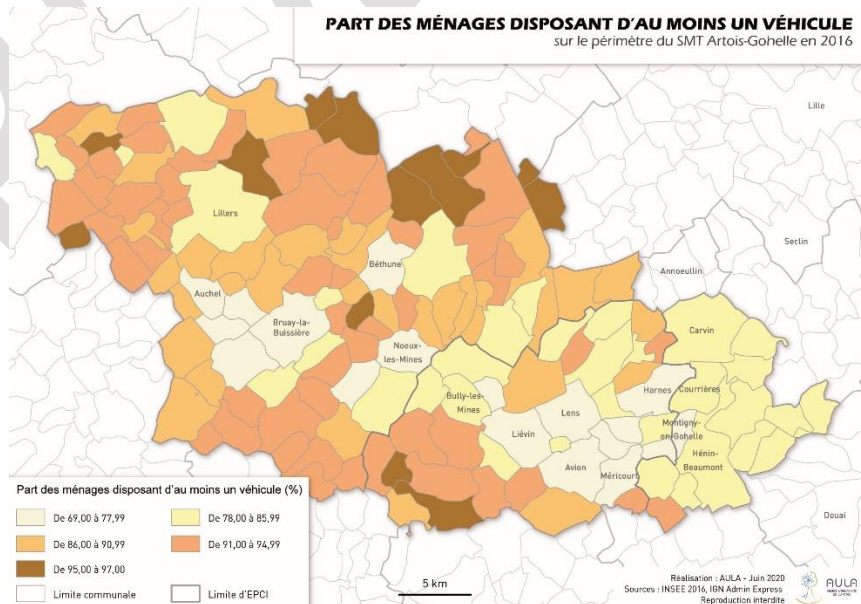 PART DES MÉNAGES DISPOSANT D'AU MOINS UN VÉHICULE
sur le périmètre du SMT Artois-Gohelle en 2016
Lille
Lillers
Seclin
Béthune
Annoeullin
Auchel
Bruay-la-
Buissière
Carvin
Noeux-
les-Mines
Harnes
Courrières
Bully-les-
Mines
Lens
Liévin
Montigny-
en-Gohelle
Hénin-
Beaumont
Avion
Méricourt
Douai
Part des ménages disposant d'au moins un véhicule (%)
De 69,00 à 77,99
De 78,00 à 85,99
De 86,00 à 90,99
De 91,00 à 94,99
De 95,00 à 97,00
Limite communale
Limite d'EPCI
5 km
Réalisation : AULA - Juin 2020
Sources : INSEE 2016, IGN Admin Express
Reproduction interdite
AULA